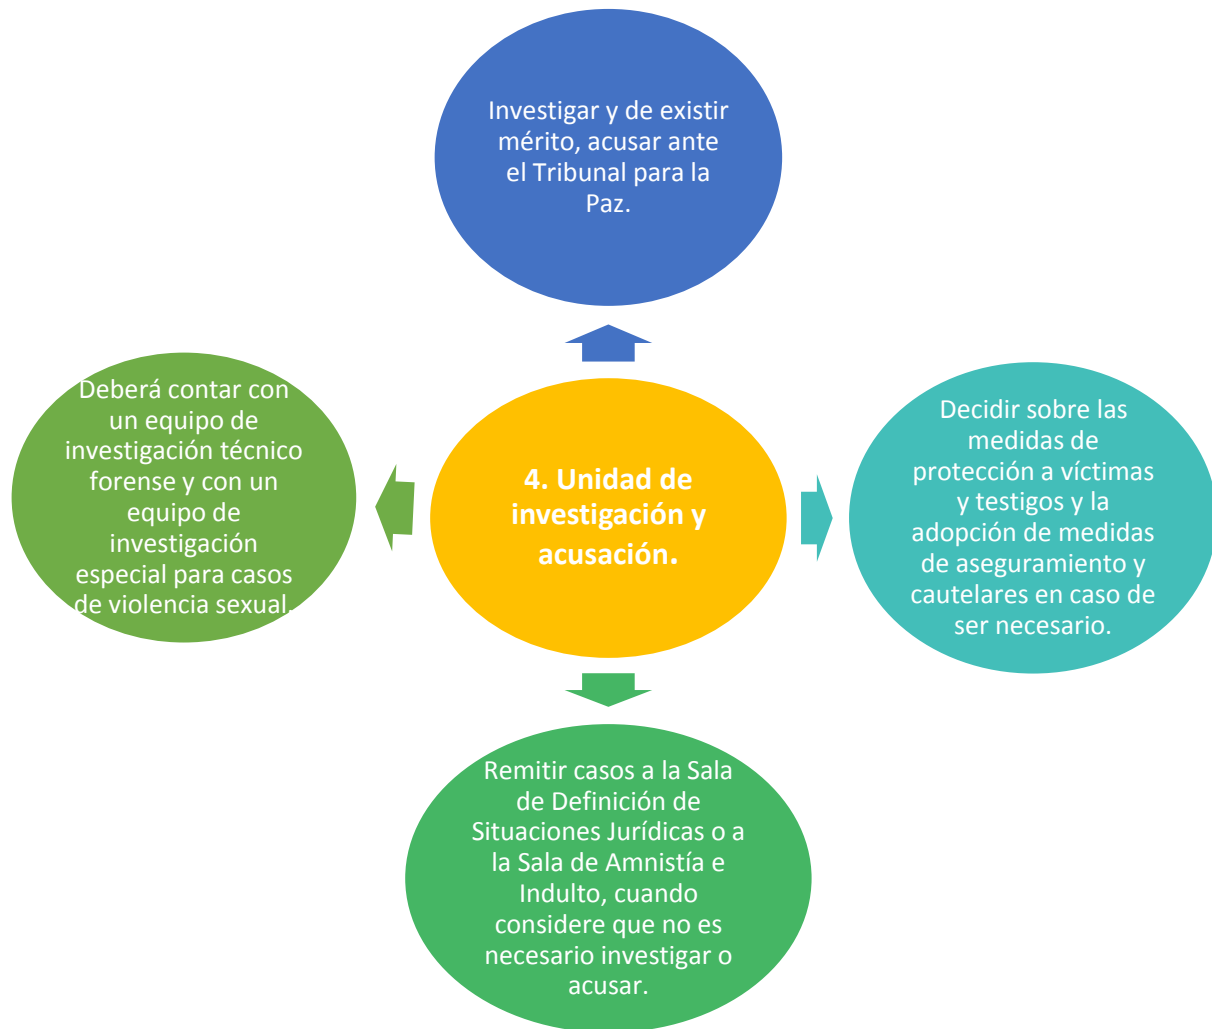 Investigar y de existir
mérito, acusar ante
el Tribunal para la
Paz.
Deberá contar con
un equipo de
investigación técnico
forense y con un
equipo de
investigación
especial para casos
de violencia sexual.
4. Unidad de
investigación y
acusación.
Decidir sobre las
medidas de
protección a víctimas
y testigos y la
adopción de medidas
de aseguramiento y
cautelares en caso de
ser necesario.
Remitir casos a la Sala
de Definición de
Situaciones Jurídicas o a
la Sala de Amnistía e
Indulto, cuando
considere que no es
necesario investigar o
acusar.